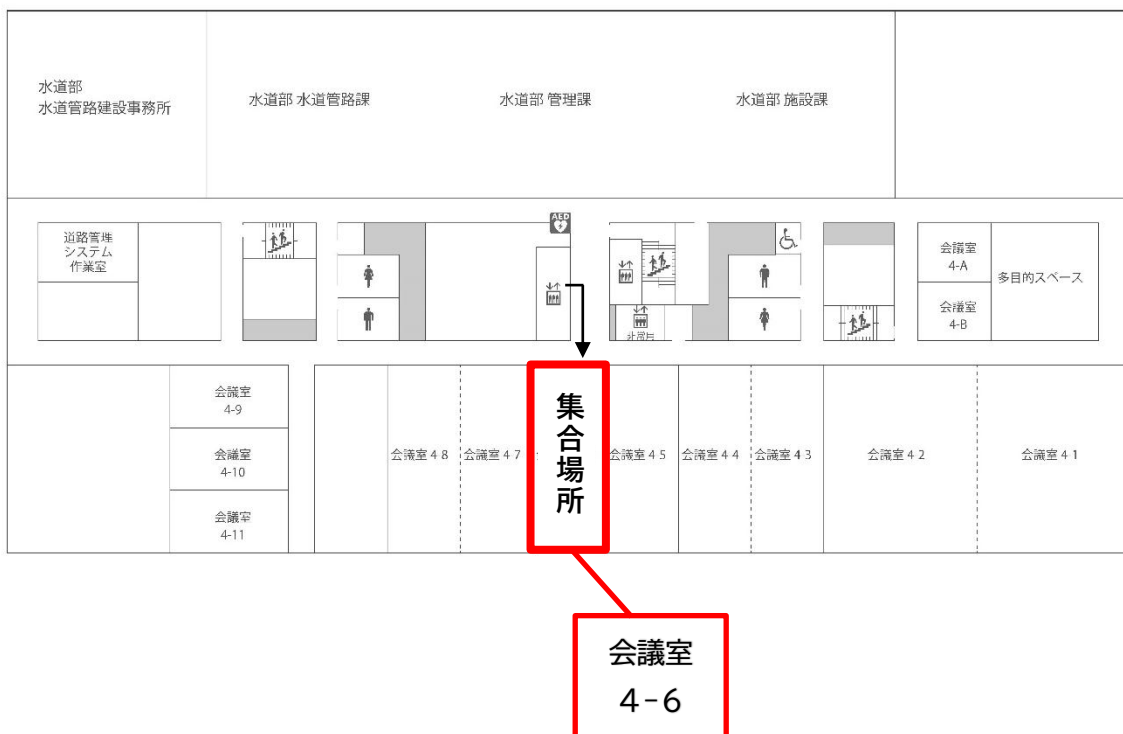 水道部
水道管路建設事務所
水道部 水道管路課
水道部 管理課
水道部 施設課
AED
道路管理
システム
作業室
会議室
4-A
多目的スペース
会議室
4-B
会議室
4-9
会議室
4-10
会議室
4-11
会議室 4 8
会議室 4 7
集合場所
会議室 4 5
会議室 4 4
会議室 4 3
会議室 4 2
会議室 4 1
会議室
4-6